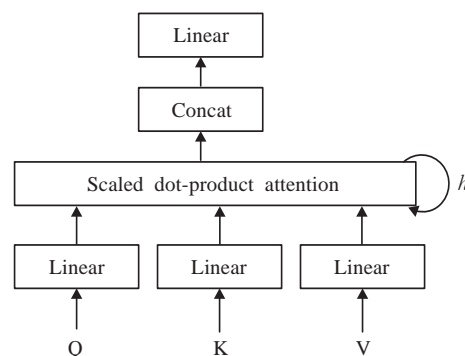 Linear
Concat
Scaled dot-product attention
h
Linear Linear Linear
Q K V